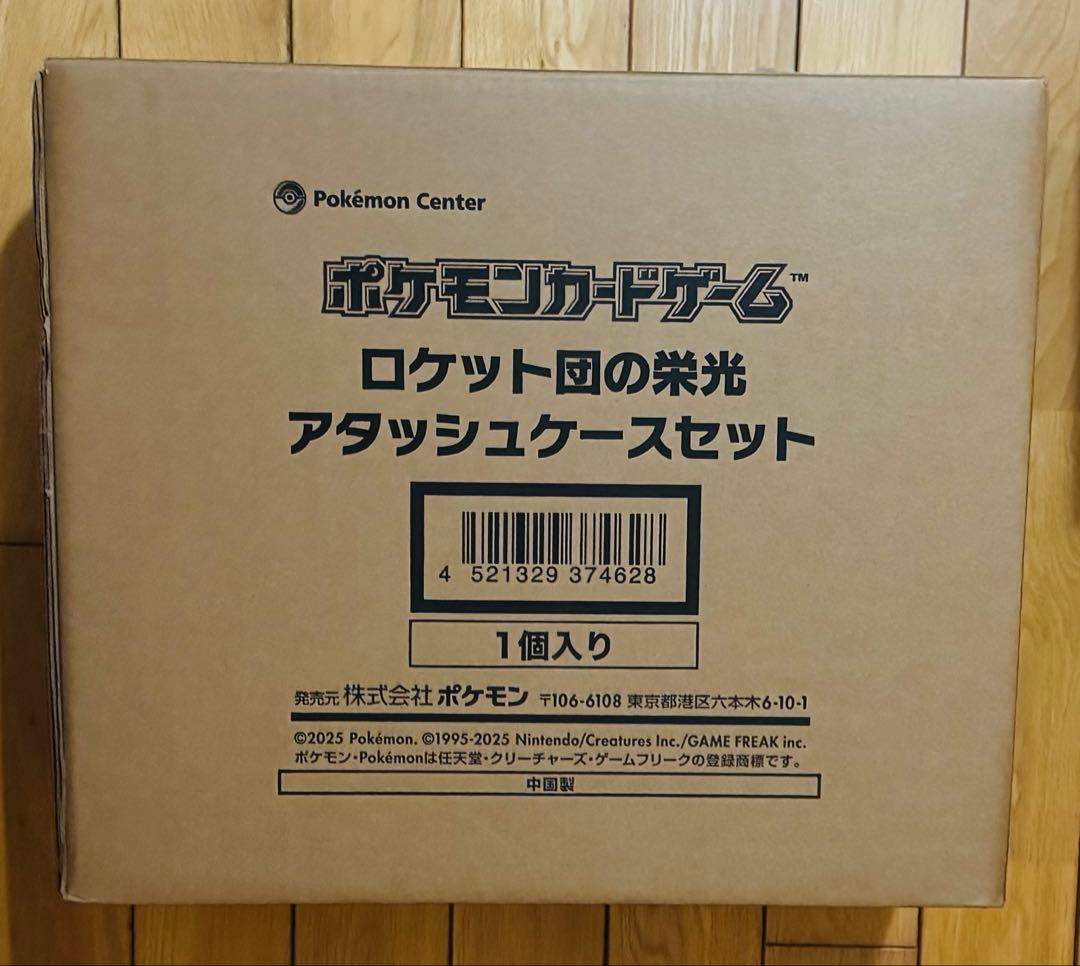 Pokémon Center
ポケモンカードゲーム™
ロケット団の栄光
アタッシュケースセット
4 521329 374628
1個入り
発売元 株式会社 ポケモン 〒106-6108 東京都港区六本木6-10-1
©2025 Pokémon. ©1995-2025 Nintendo/Creatures Inc./GAME FREAK inc.
ポケモン・Pokémonは任天堂・クリーチャーズ・ゲームフリークの登録商標です。
中国製